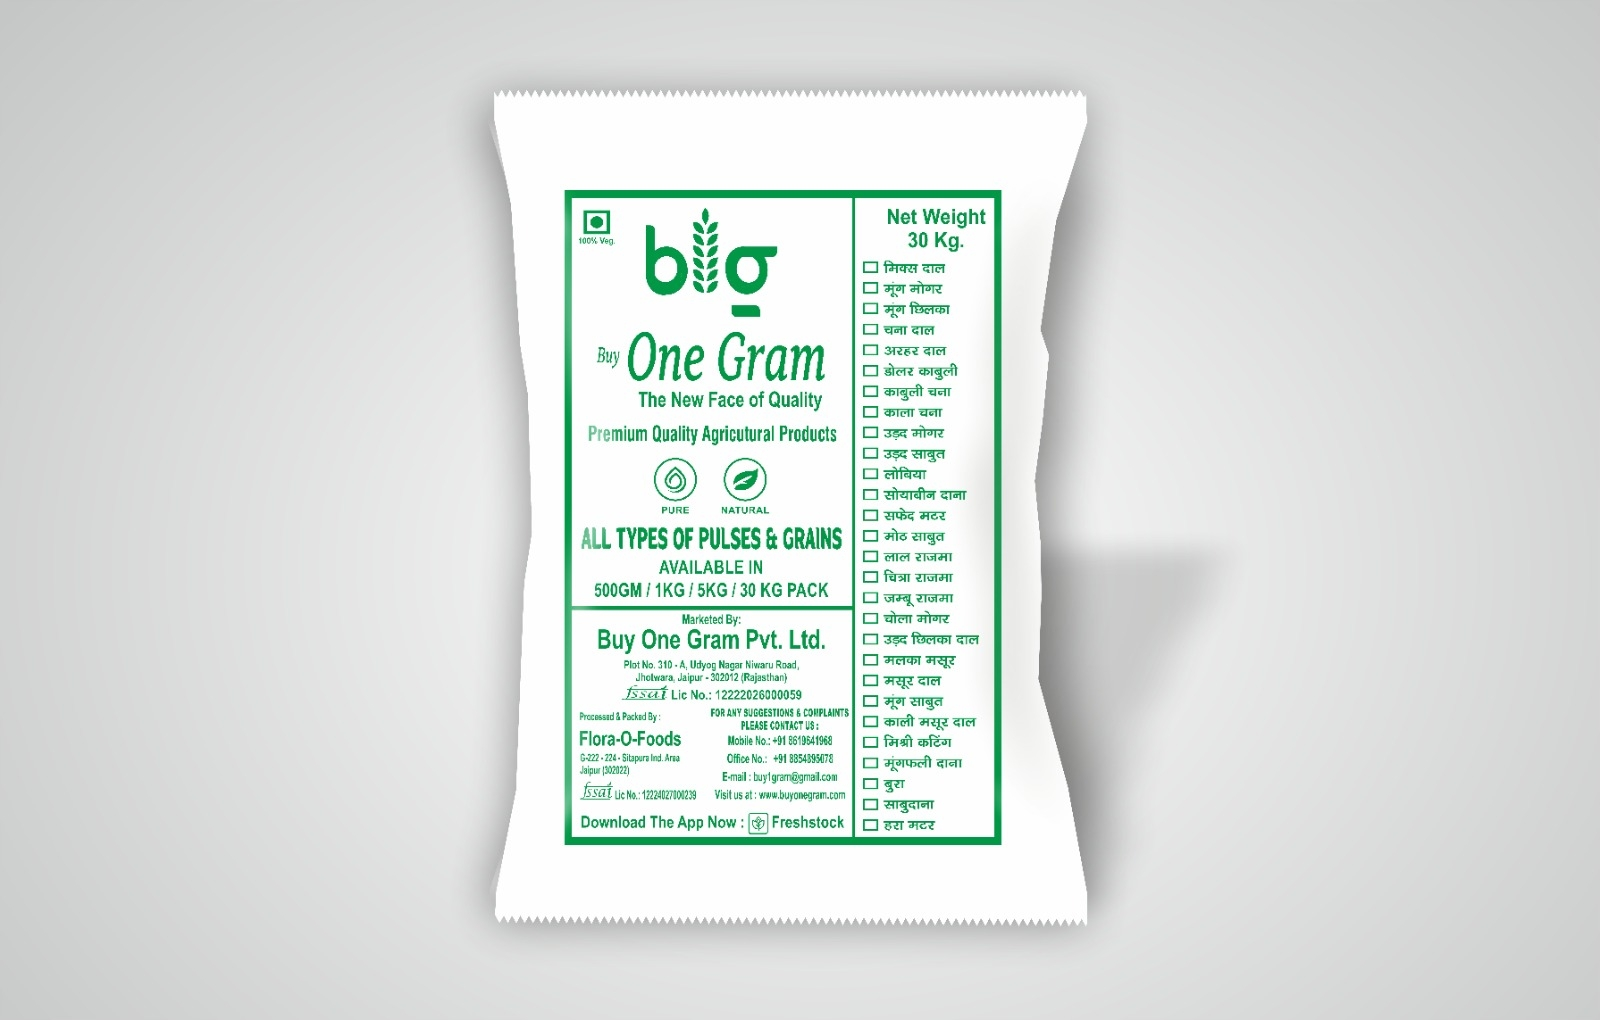 100% Veg.
big
Buy One Gram
The New Face of Quality
Premium Quality Agricutural Products
PURE
NATURAL
ALL TYPES OF PULSES & GRAINS
AVAILABLE IN
500GM / 1KG / 5KG / 30 KG PACK
Marketed By:
Buy One Gram Pvt. Ltd.
Plot No. 310 - A, Udyog Nagar Niwaru Road,
Jhotwara, Jaipur - 302012 (Rajasthan)
fssai Lic No.: 12222026000059
Processed & Packed By :
Flora-O-Foods
G-222 - 224 - Sitapura Ind. Area
Jaipur (302022)
fssai Lic No.: 12224027000239
FOR ANY SUGGESTIONS & COMPLAINTS
PLEASE CONTACT US :
Mobile No.: +91 8619641968
Office No.: +91 8854895078
E-mail : buy1gram@gmail.com
Visit us at : www.buyonegram.com
Download The App Now : Freshstock
Net Weight
30 Kg.
मिक्स दाल
मूंग मोगर
मूंग छिलका
चना दाल
अरहर दाल
डोलर काबुली
काबुली चना
काला चना
उड़द मोगर
उड़द साबुत
लोबिया
सोयाबीन दाना
सफेद मटर
मोठ साबुत
लाल राजमा
चित्रा राजमा
जम्बू राजमा
चोला मोगर
उड़द छिलका दाल
मलका मसूर
मसूर दाल
मूंग साबुत
काली मसूर दाल
मिश्री कटिंग
मूंगफली दाना
बुरा
साबुदाना
हरा मटर